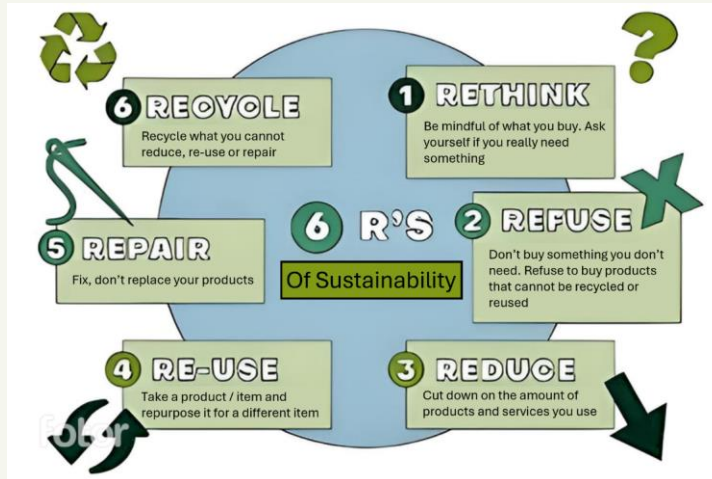 1 RETHINK
Be mindful of what you buy. Ask
yourself if you really need
something
2 REFUSE
Don't buy something you don't
need. Refuse to buy products
that cannot be recycled or
reused
3 REDUCE
Cut down on the amount of
products and services you use
4 RE-USE
Take a product / item and
repurpose it for a different item
5 REPAIR
Fix, don't replace your products
6 RECYCLE
Recycle what you cannot
reduce, re-use or repair
6 R'S
Of Sustainability
fotor